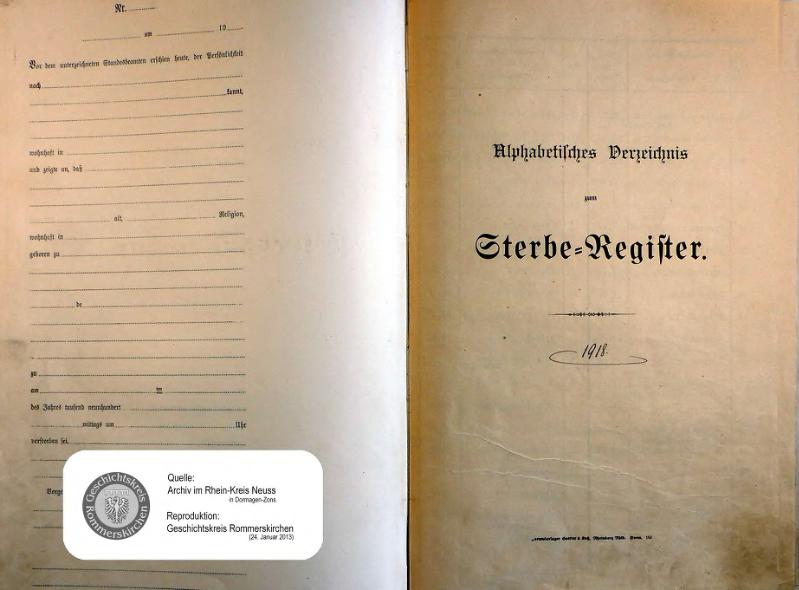 Nr.
am 19
Vor dem unterzeichneten Standesbeamten erschien heute, der Persönlichkeit
nach
kannt,
wohnhaft in
und zeigte an, daß
alt, Religion,
wohnhaft in
geboren zu
de
zu
am im
des Jahres tausend neunhundert
mittags um Uhr
verstorben sei.
Vorge
Geschichtskreis
Rommerskirchen
Quelle:
Archiv im Rhein-Kreis Neuss
in Dormagen-Zons
Reproduktion:
Geschichtskreis Rommerskirchen
(24. Januar 2013)
Alphabetisches Verzeichnis
zum
Sterbe-Register.
1918.